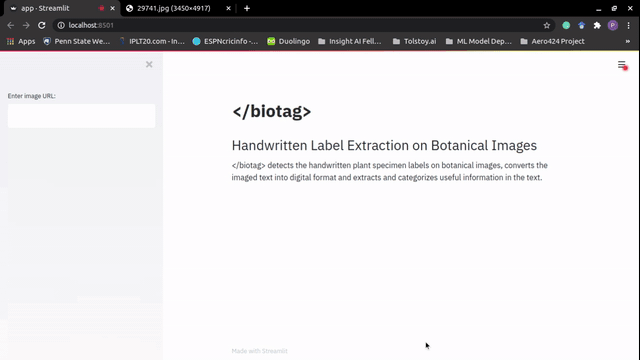 app · Streamlit
29741.jpg (3450×4917)
localhost:8501
Apps
Penn State We...
IPLT20.com - In...
ESPNcricinfo -...
Duolingo
Insight AI Fell...
Tolstoy.ai
ML Model Dep...
Aero424 Project
»
Enter image URL:
</biotag>
Handwritten Label Extraction on Botanical Images
</biotag> detects the handwritten plant specimen labels on botanical images, converts the
imaged text into digital format and extracts and categorizes useful information in the text.
Made with Streamlit